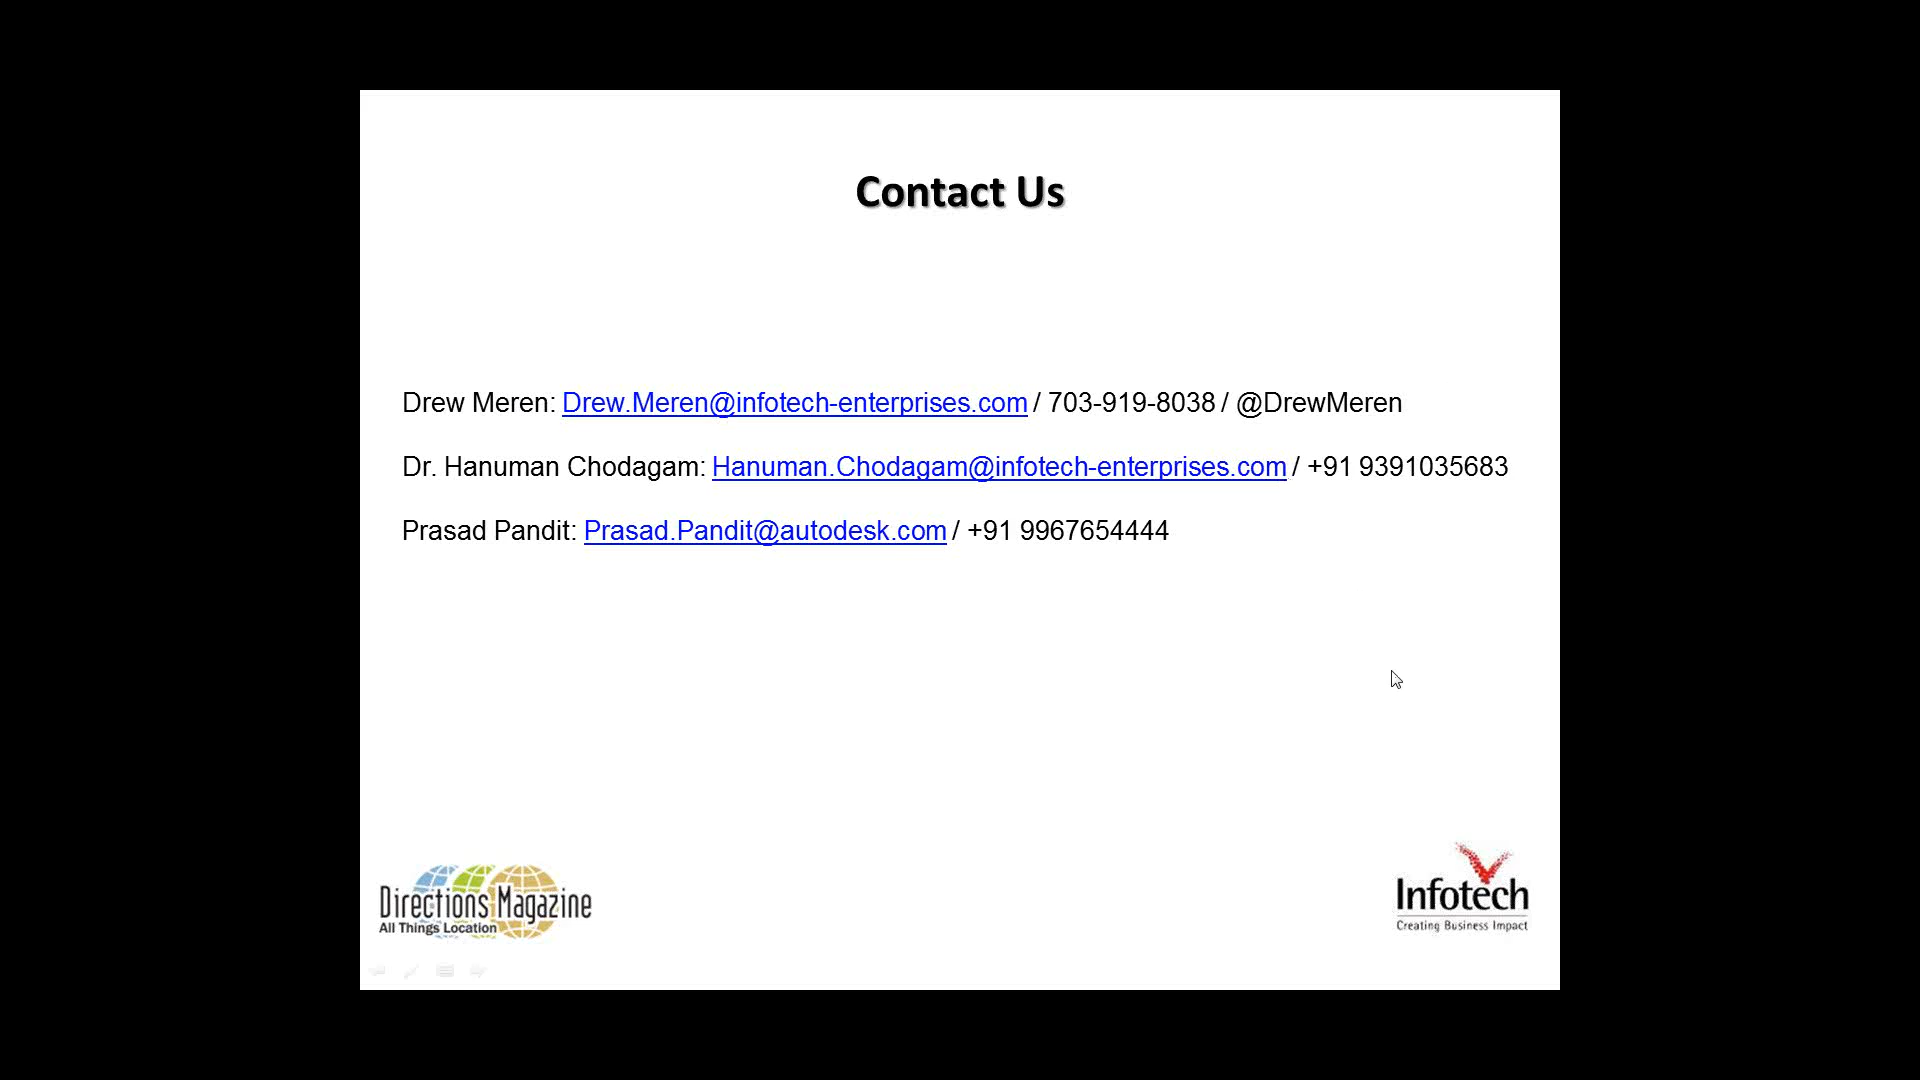 Contact Us
Drew Meren: Drew.Meren@infotech-enterprises.com / 703-919-8038 / @DrewMeren
Dr. Hanuman Chodagam: Hanuman.Chodagam@infotech-enterprises.com / +91 9391035683
Prasad Pandit: Prasad.Pandit@autodesk.com / +91 9967654444
Directions Magazine
All Things Location
Infotech
Creating Business Impact